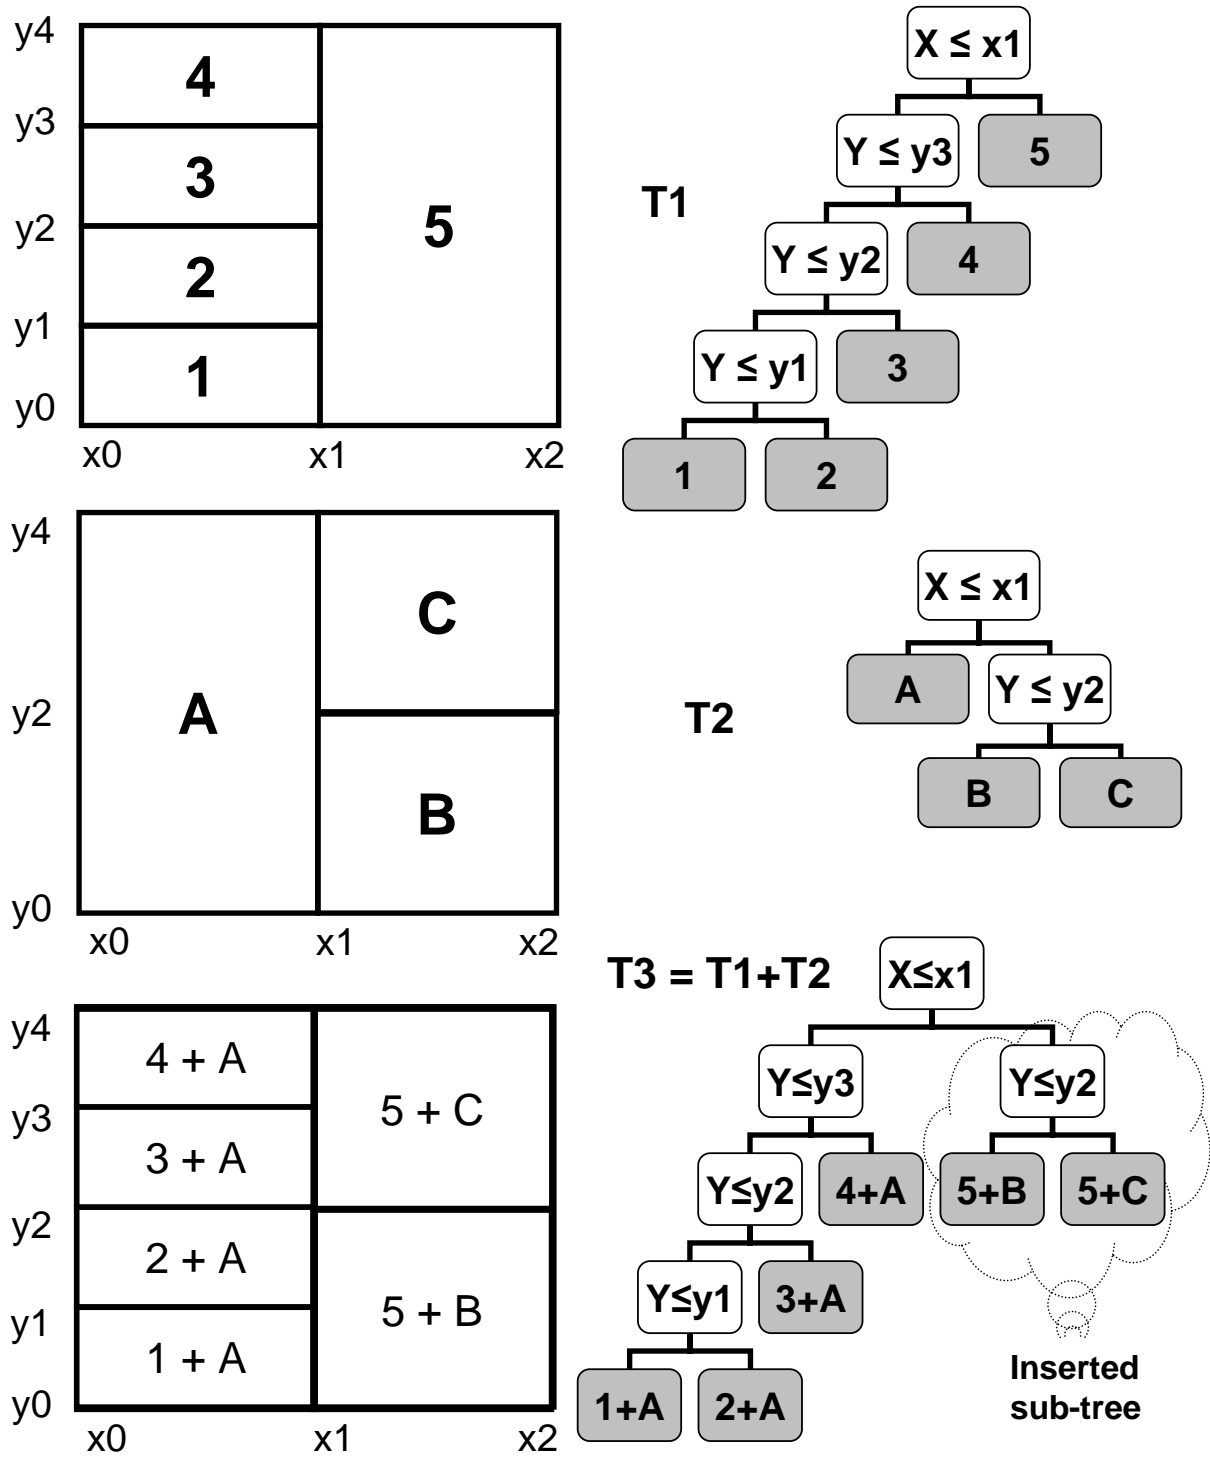 y4
4
y3
3
y2
2
y1
1
y0
5
x0 x1 x2
T1
X ≤ x1
Y ≤ y3 5
Y ≤ y2 4
Y ≤ y1 3
1 2
y4
C
y2
A
B
y0
x0 x1 x2
T2
X ≤ x1
A Y ≤ y2
B C
y4
4 + A
5 + C
y3
3 + A
y2
2 + A
5 + B
y1
1 + A
y0
x0 x1 x2
T3 = T1+T2
X≤x1
Y≤y3 Y≤y2
Y≤y2 4+A 5+B 5+C
Y≤y1 3+A
1+A 2+A
Inserted
sub-tree